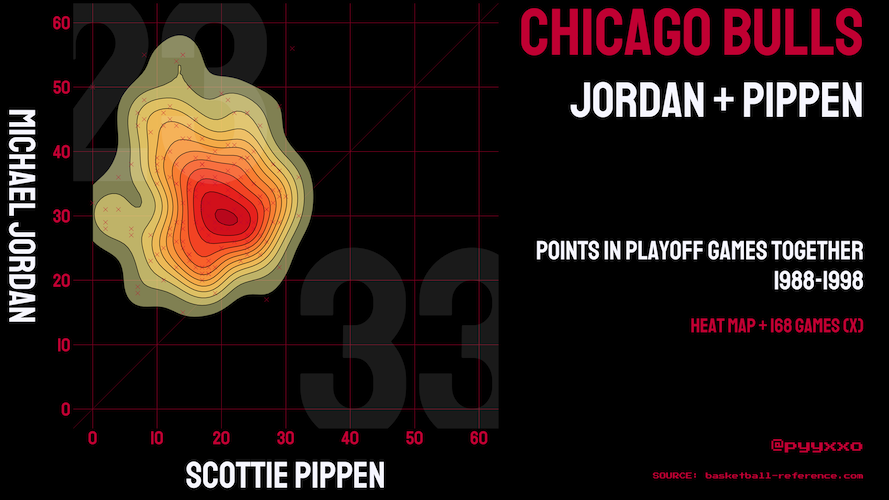 CHICAGO BULLS
JORDAN + PIPPEN
POINTS IN PLAYOFF GAMES TOGETHER
1988-1998
HEAT MAP + 168 GAMES (X)
@pyyxxo
SOURCE: basketball-reference.com
MICHAEL JORDAN
60
50
40
30
20
10
0
23
33
0 10 20 30 40 50 60
SCOTTIE PIPPEN